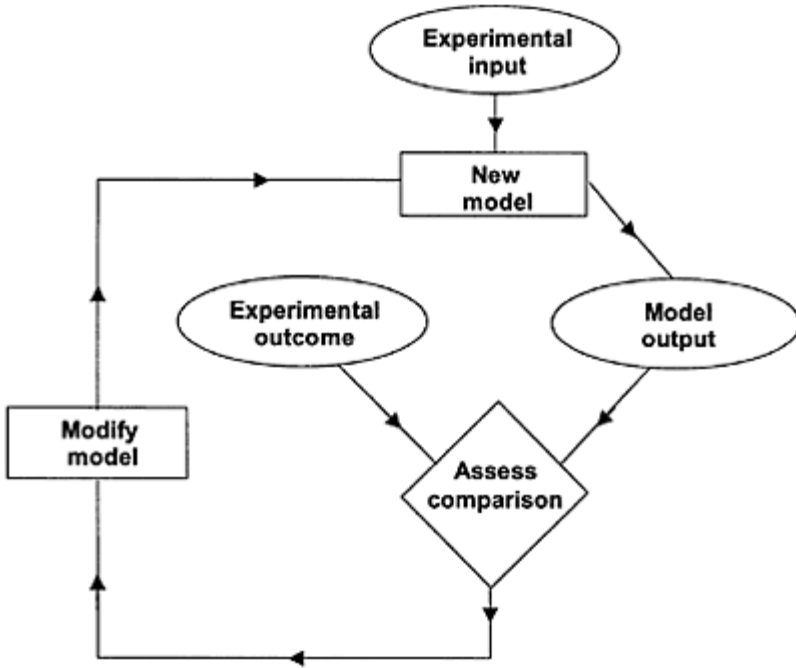 Experimental
input
New
model
Experimental
outcome
Model
output
Modify
model
Assess
comparison